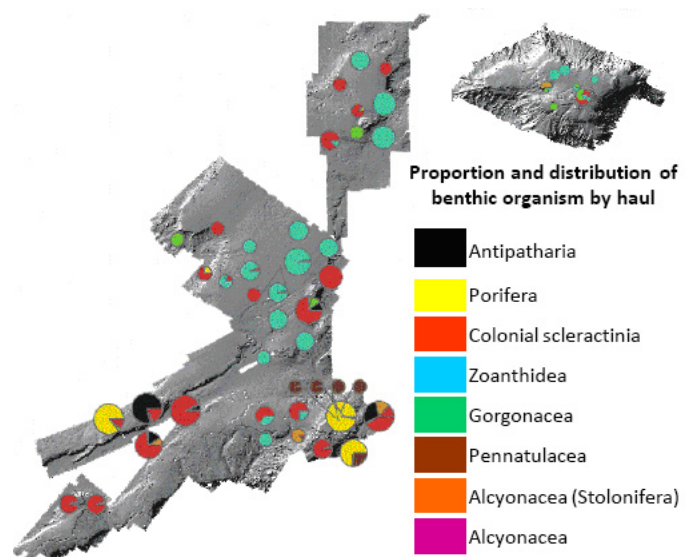 Proportion and distribution of
benthic organism by haul
Antipatharia
Porifera
Colonial scleractinia
Zoanthidea
Gorgonacea
Pennatulacea
Alcyonacea (Stolonifera)
Alcyonacea